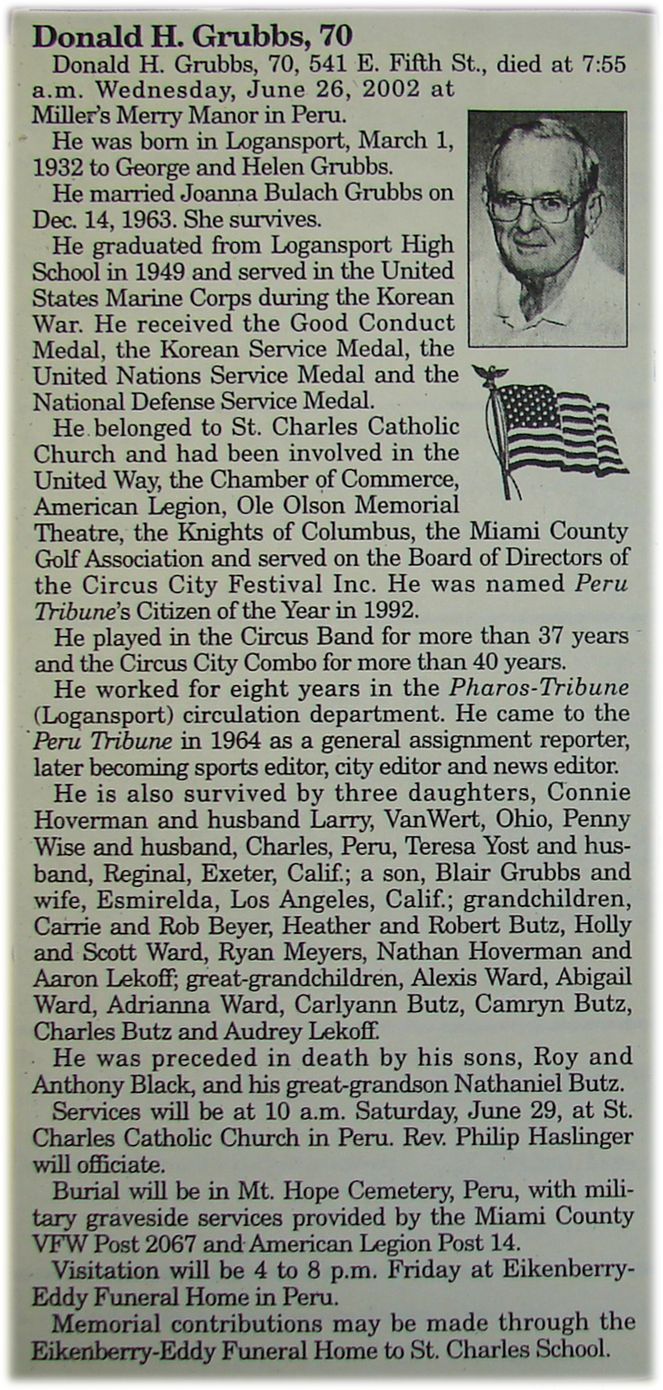 Donald H. Grubbs, 70
Donald H. Grubbs, 70, 541 E. Fifth St., died at 7:55
a.m. Wednesday, June 26, 2002 at
Miller's Merry Manor in Peru.
He was born in Logansport, March 1,
1932 to George and Helen Grubbs.
He married Joanna Bulach Grubbs on
Dec. 14, 1963. She survives.
He graduated from Logansport High
School in 1949 and served in the United
States Marine Corps during the Korean
War. He received the Good Conduct
Medal, the Korean Service Medal, the
United Nations Service Medal and the
National Defense Service Medal.
He belonged to St. Charles Catholic
Church and had been involved in the
United Way, the Chamber of Commerce,
American Legion, Ole Olson Memorial
Theatre, the Knights of Columbus, the Miami County
Golf Association and served on the Board of Directors of
the Circus City Festival Inc. He was named Peru
Tribune's Citizen of the Year in 1992.
He played in the Circus Band for more than 37 years
and the Circus City Combo for more than 40 years.
He worked for eight years in the Pharos-Tribune
(Logansport) circulation department. He came to the
Peru Tribune in 1964 as a general assignment reporter,
later becoming sports editor, city editor and news editor.
He is also survived by three daughters, Connie
Hoverman and husband Larry, VanWert, Ohio, Penny
Wise and husband, Charles, Peru, Teresa Yost and hus-
band, Reginal, Exeter, Calif.; a son, Blair Grubbs and
wife, Esmirelda, Los Angeles, Calif.; grandchildren,
Carrie and Rob Beyer, Heather and Robert Butz, Holly
and Scott Ward, Ryan Meyers, Nathan Hoverman and
Aaron Lekoff; great-grandchildren, Alexis Ward, Abigail
Ward, Adrianna Ward, Carlyann Butz, Camryn Butz,
Charles Butz and Audrey Lekoff.
He was preceded in death by his sons, Roy and
Anthony Black, and his great-grandson Nathaniel Butz.
Services will be at 10 a.m. Saturday, June 29, at St.
Charles Catholic Church in Peru. Rev. Philip Haslinger
will officiate.
Burial will be in Mt. Hope Cemetery, Peru, with mili-
tary graveside services provided by the Miami County
VFW Post 2067 and American Legion Post 14.
Visitation will be 4 to 8 p.m. Friday at Eikenberry-
Eddy Funeral Home in Peru.
Memorial contributions may be made through the
Eikenberry-Eddy Funeral Home to St. Charles School.